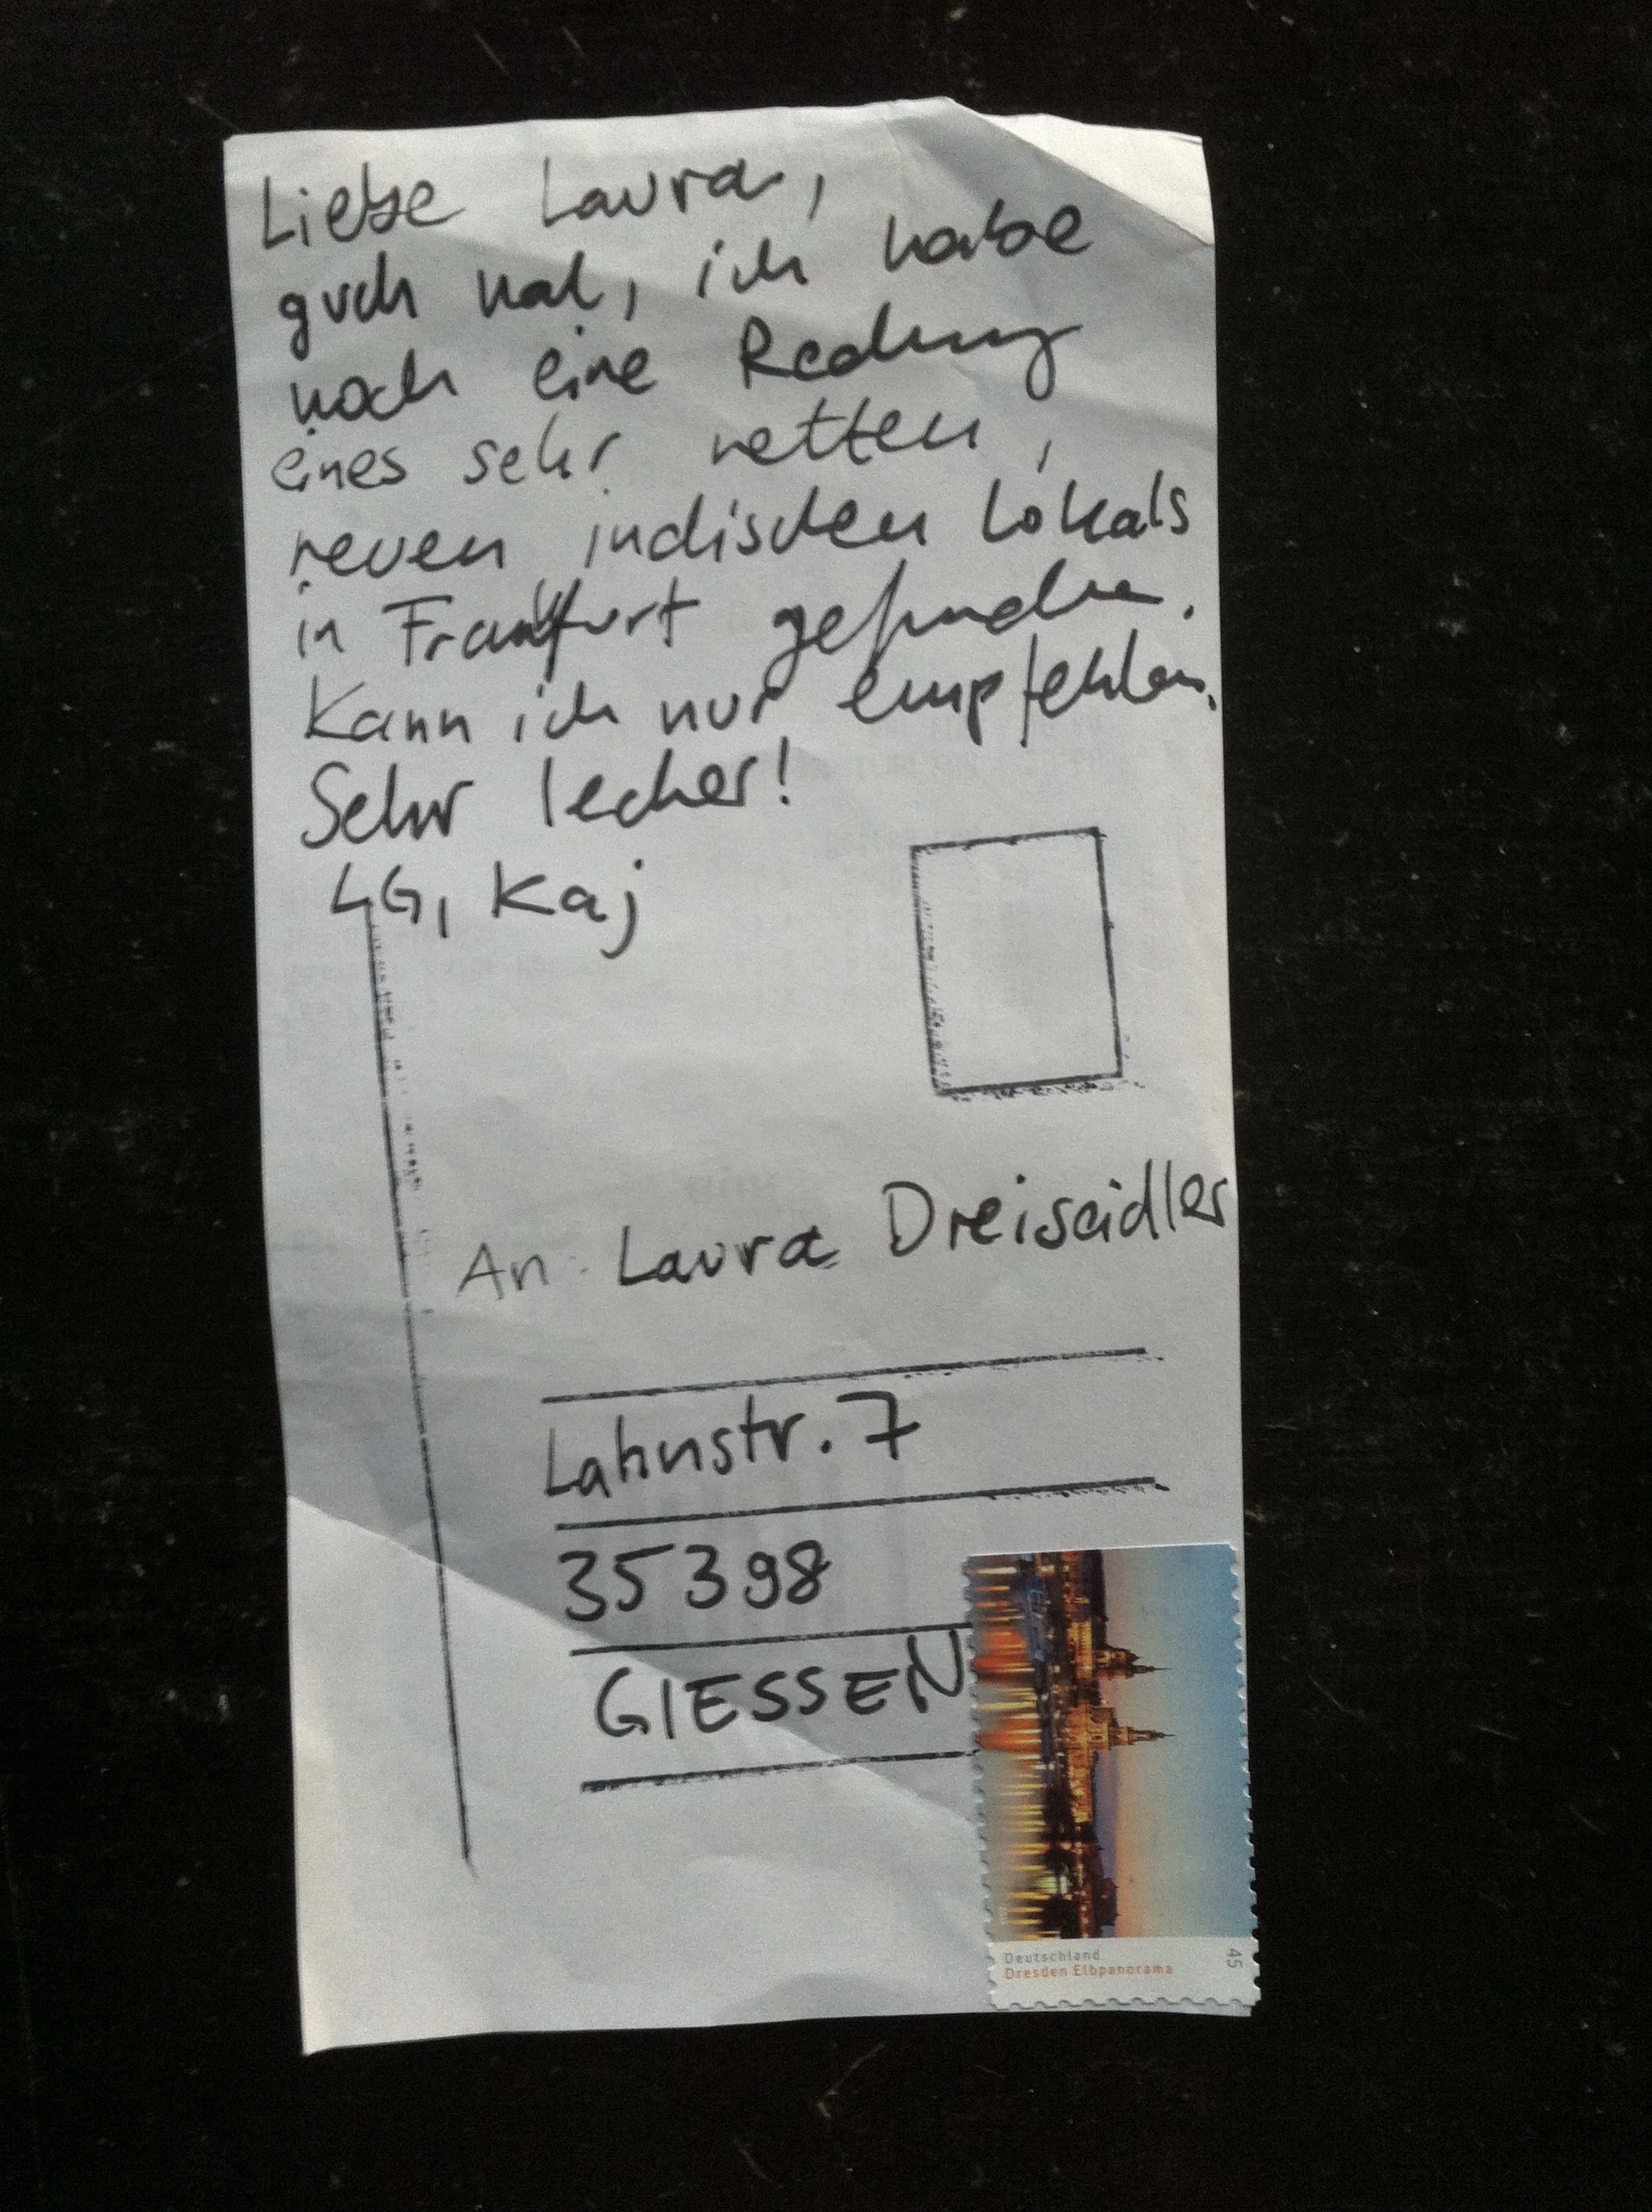 Liebe Laura,
guck mal, ich habe
noch eine Rechnung
eines sehr netten,
neuen indischen Lokals
in Frankfurt gefunden.
Kann ich nur empfehlen.
Sehr lecker!
LG, Kaj
An: Laura Dreiseidler
Lahnstr. 7
35398
GIESSEN
Deutschland
Dresden Elbpanorama
45